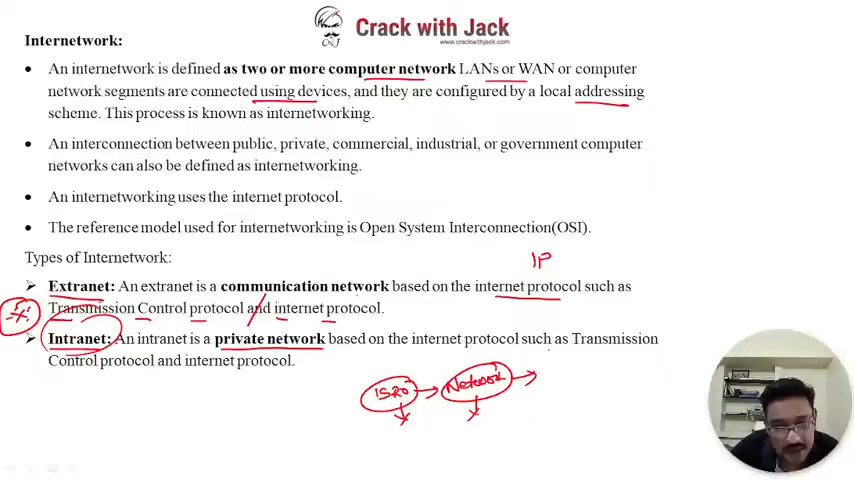 Crack with Jack
www.crackwithjack.com
CWJ
Internetwork:
• An internetwork is defined as two or more computer network LANs or WAN or computer
network segments are connected using devices, and they are configured by a local addressing
scheme. This process is known as internetworking.
• An interconnection between public, private, commercial, industrial, or government computer
networks can also be defined as internetworking.
• An internetworking uses the internet protocol.
• The reference model used for internetworking is Open System Interconnection(OSI).
Types of Internetwork:
IP
➢ Extranet: An extranet is a communication network based on the internet protocol such as
Transmission Control protocol and internet protocol.
➢ Intranet: An intranet is a private network based on the internet protocol such as Transmission
Control protocol and internet protocol.
ISRO Network